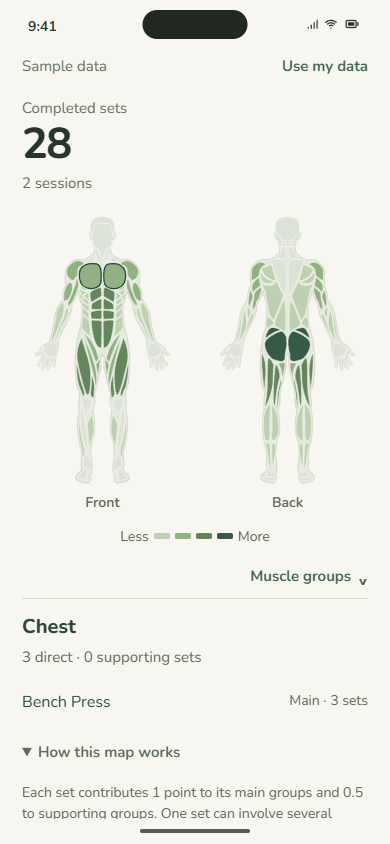 9:41
Sample data
Use my data
Completed sets
28
2 sessions
Front
Back
Less
More
Muscle groups
Chest
3 direct · 0 supporting sets
Bench Press
Main · 3 sets
▼ How this map works
Each set contributes 1 point to its main groups and 0.5
to supporting groups. One set can involve several